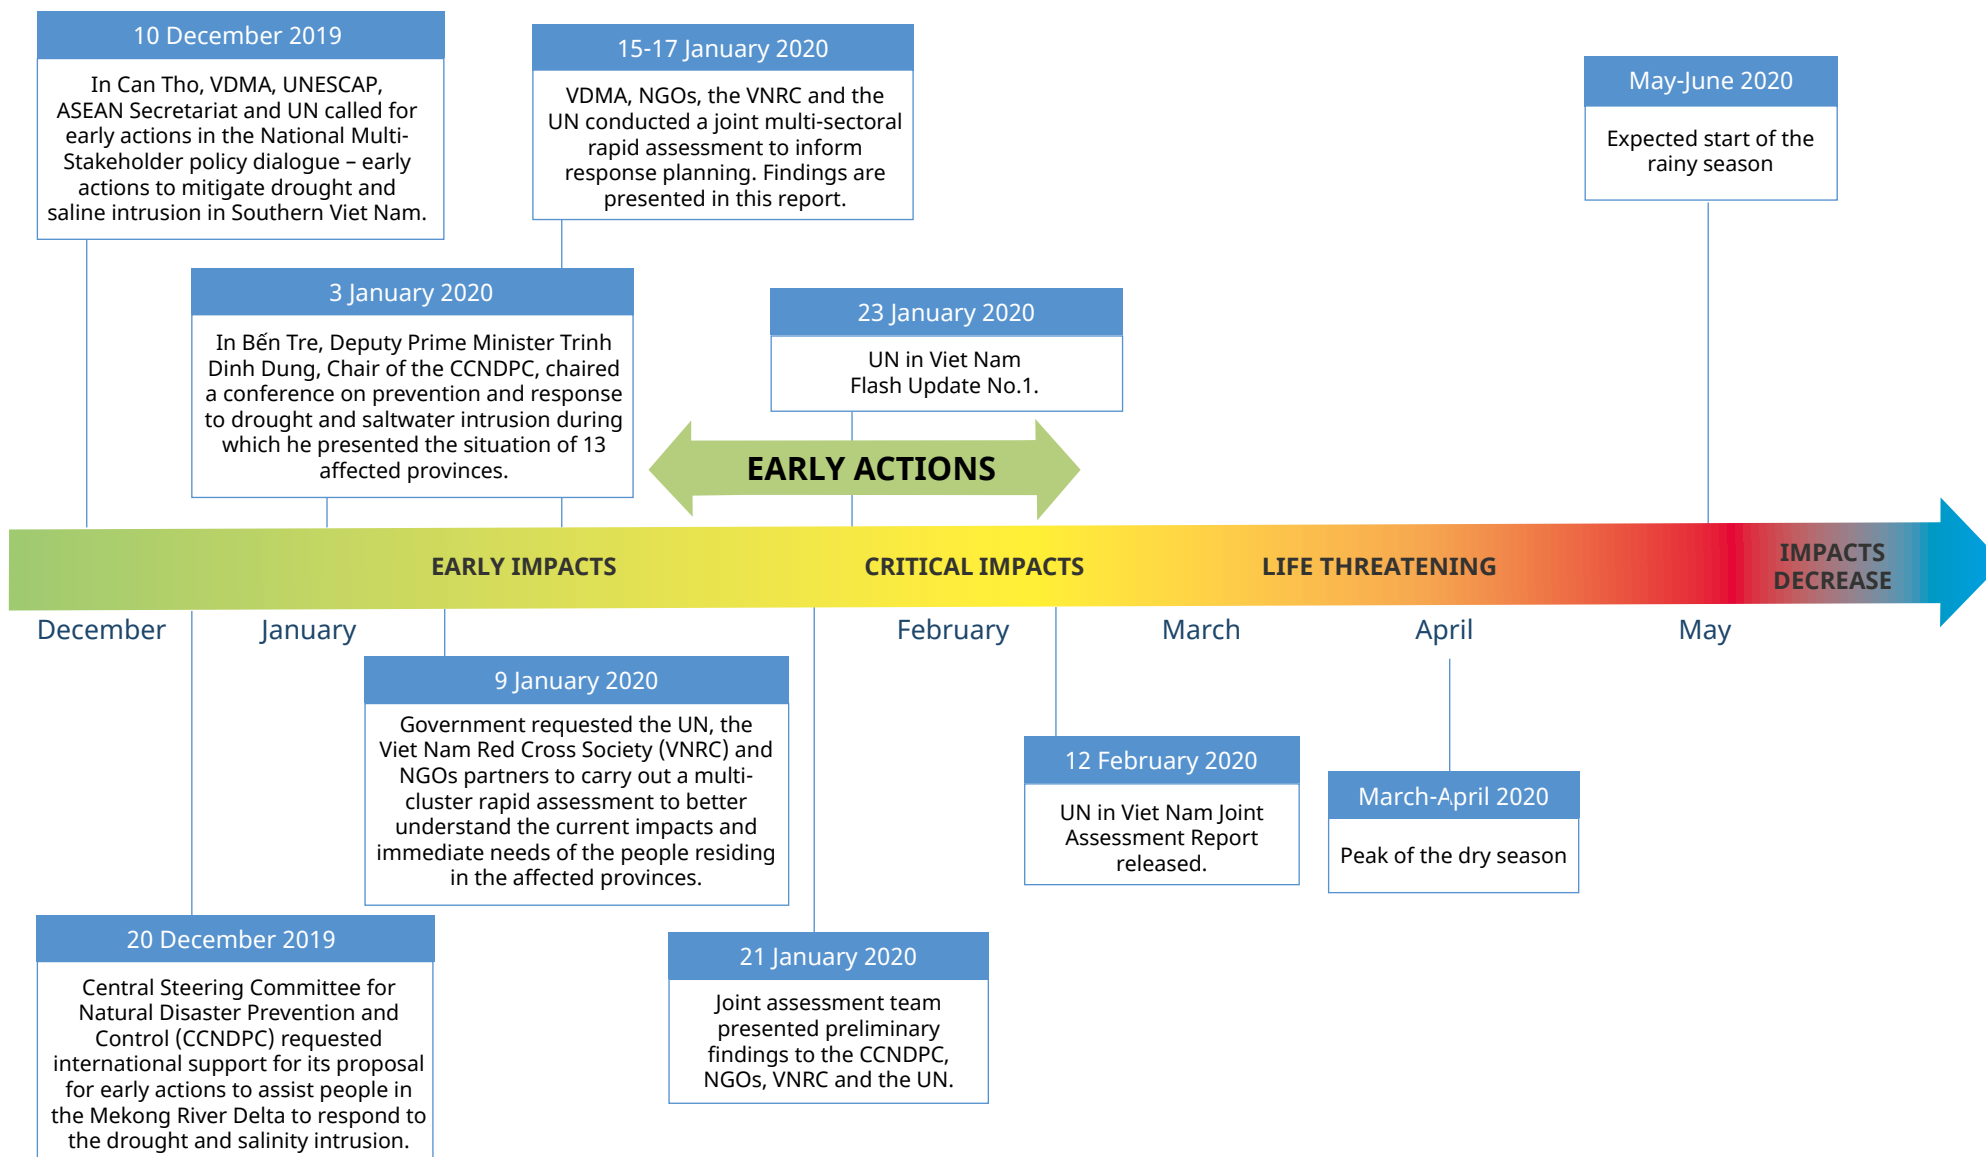 10 December 2019
In Can Tho, VDMA, UNESCAP,
ASEAN Secretariat and UN called for
early actions in the National Multi-
Stakeholder policy dialogue – early
actions to mitigate drought and
saline intrusion in Southern Viet Nam.
15-17 January 2020
VDMA, NGOs, the VNRC and the
UN conducted a joint multi-sectoral
rapid assessment to inform
response planning. Findings are
presented in this report.
May-June 2020
Expected start of the
rainy season
3 January 2020
In Bến Tre, Deputy Prime Minister Trinh
Dinh Dung, Chair of the CCNDPC, chaired
a conference on prevention and response
to drought and saltwater intrusion during
which he presented the situation of 13
affected provinces.
23 January 2020
UN in Viet Nam
Flash Update No.1.
EARLY ACTIONS
EARLY IMPACTS
CRITICAL IMPACTS
LIFE THREATENING
IMPACTS
DECREASE
December
January
February
March
April
May
9 January 2020
Government requested the UN, the
Viet Nam Red Cross Society (VNRC) and
NGOs partners to carry out a multi-
cluster rapid assessment to better
understand the current impacts and
immediate needs of the people residing
in the affected provinces.
12 February 2020
UN in Viet Nam Joint
Assessment Report
released.
March-April 2020
Peak of the dry season
20 December 2019
Central Steering Committee for
Natural Disaster Prevention and
Control (CCNDPC) requested
international support for its proposal
for early actions to assist people in
the Mekong River Delta to respond to
the drought and salinity intrusion.
21 January 2020
Joint assessment team
presented preliminary
findings to the CCNDPC,
NGOs, VNRC and the UN.